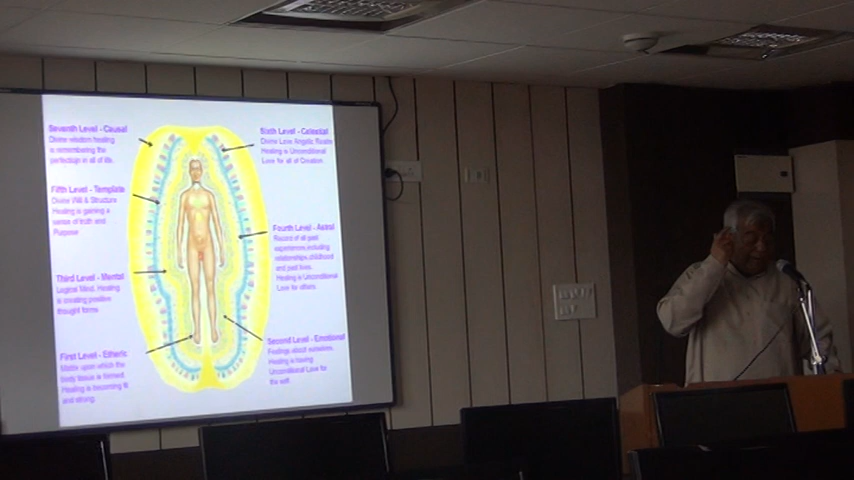 Seventh Level - Causal
Divine wisdom healing
is remembering the
perfection in all of life.
Sixth Level - Celestial
Divine Love Angelic Realm
Healing is Unconditional
Love for all of Creation.
Fifth Level - Template
Divine Will & Structure
Healing is gaining a
sense of truth and
Purpose
Fourth Level - Astral
Record of all past
experiences including
relationships, childhood
and past lives.
Healing is Unconditional
Love for others.
Third Level - Mental
Logical Mind. Healing
is creating positive
thought forms
Second Level - Emotional
Feelings about ourselves.
Healing is having
Unconditional Love for
the self
First Level - Etheric
Matrix upon which the
body tissue is formed
Healing is becoming fit
and strong.